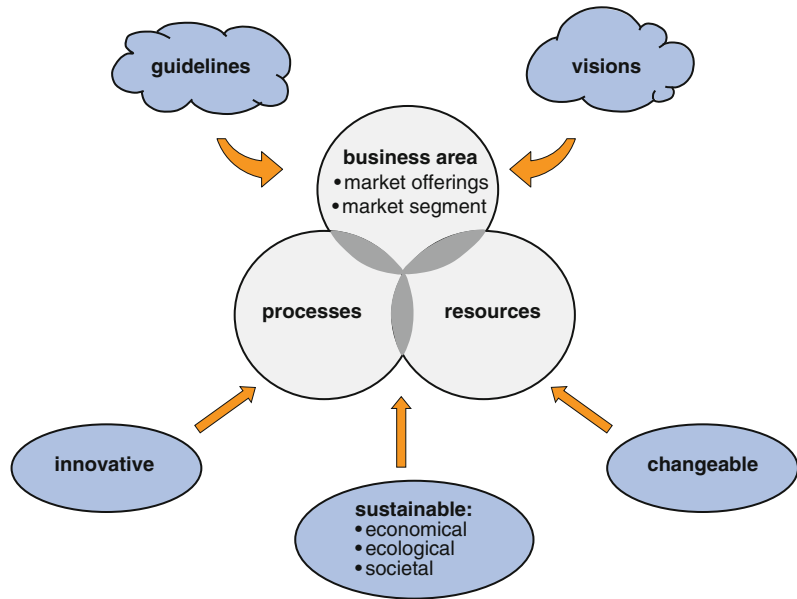 guidelines
visions
business area
• market offerings
• market segment
processes
resources
innovative
changeable
sustainable:
• economical
• ecological
• societal